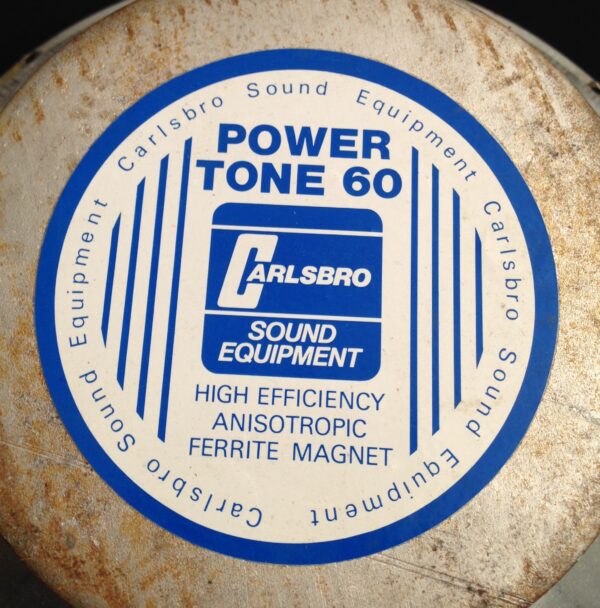 Carlsbro Sound Equipment Carlsbro Sound Equipment Carlsbro Sound Equipment
POWER
TONE 60
CARLSBRO
SOUND
EQUIPMENT
HIGH EFFICIENCY
ANISOTROPIC
FERRITE MAGNET